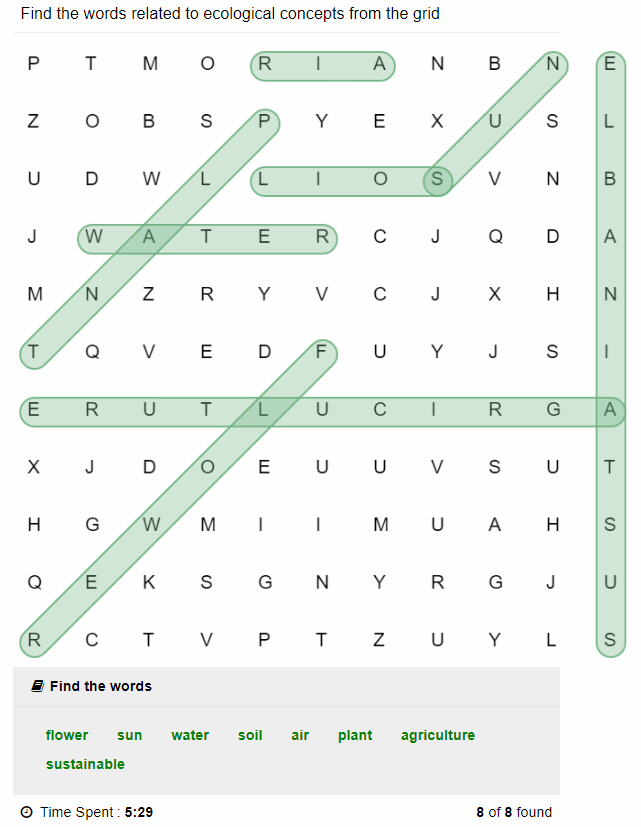 Find the words related to ecological concepts from the grid
P T M O R I A N B N E
Z O B S P Y E X U S L
U D W L L I O S V N B
J W A T E R C J Q D A
M N Z R Y V C J X H N
T Q V E D F U Y J S I
E R U T L U C I R G A
X J D O E U U V S U T
H G W M I I M U A H S
Q E K S G N Y R G J U
R C T V P T Z U Y L S
Find the words
flower sun water soil air plant agriculture
sustainable
Time Spent : 5:29 8 of 8 found